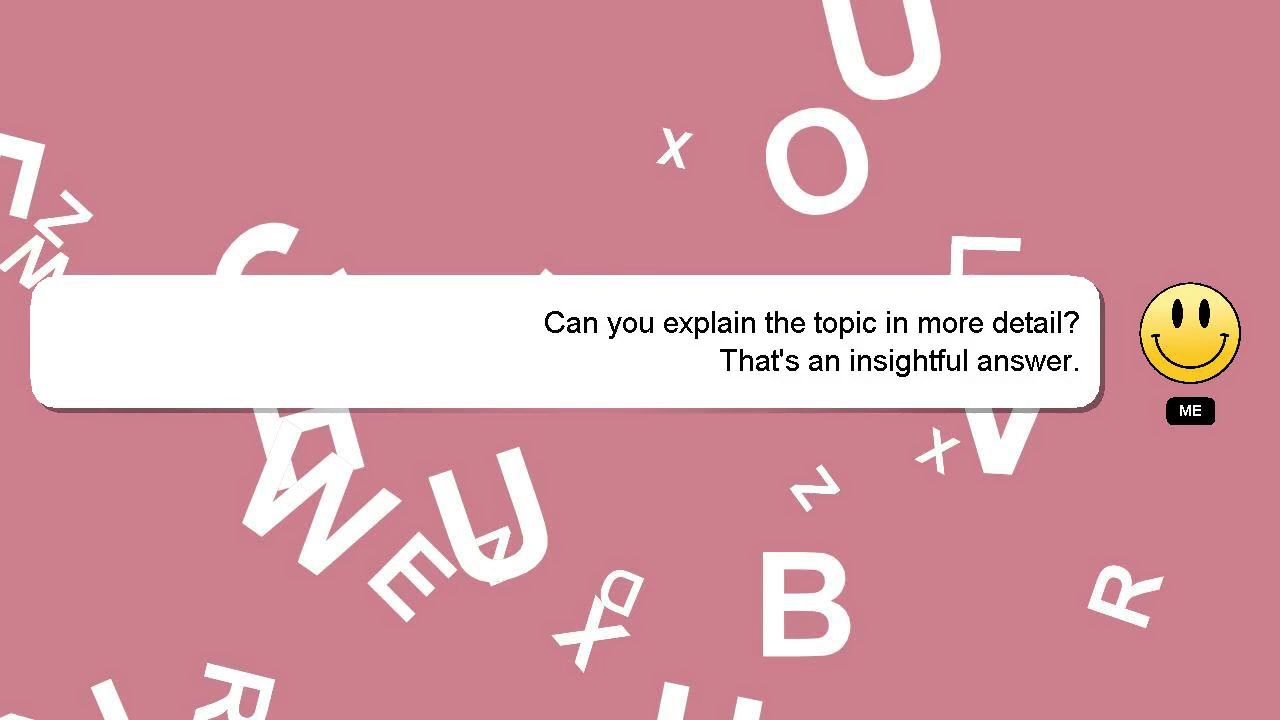 Can you explain the topic in more detail?
That's an insightful answer.
ME